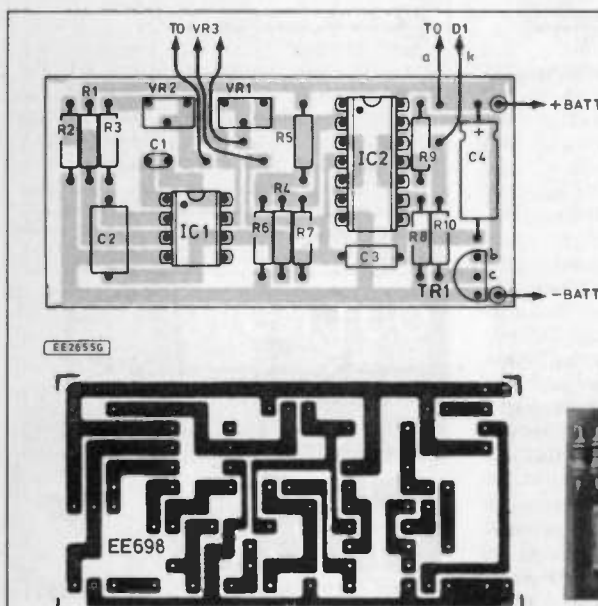 TO VR3
TO D1
a
k
VR2
VR1
+BATT
R1
R2
R3
R5
IC2
R9
+
C4
C1
R4
IC1
C2
R6
R7
R8
R10
C3
b
c
TR1
-BATT
EE2655G
EE698